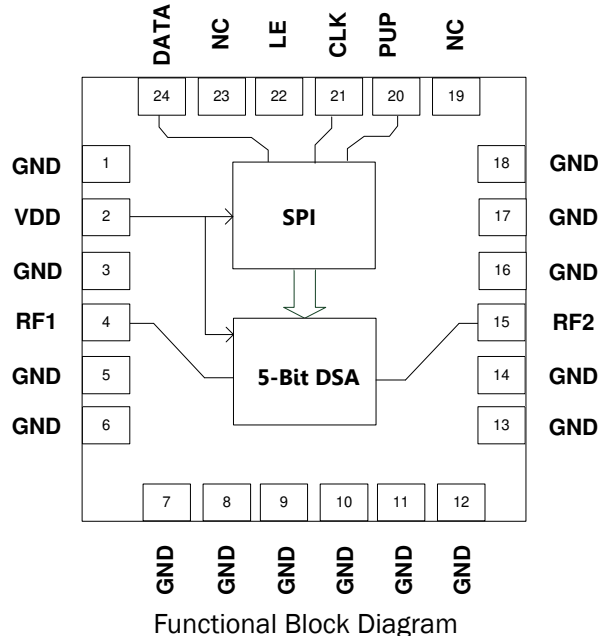 DATA NC LE CLK PUP NC
24 23 22 21 20 19
GND 1 18 GND
VDD 2 SPI 17 GND
GND 3 16 GND
RF1 4 15 RF2
GND 5 5-Bit DSA 14 GND
GND 6 13 GND
7 8 9 10 11 12
GND GND GND GND GND GND
Functional Block Diagram